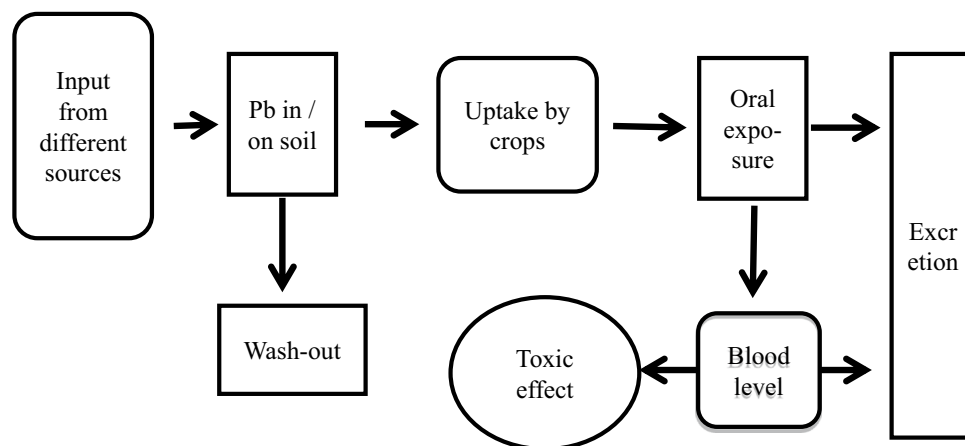 Input
from
different
sources
Pb in /
on soil
Uptake by
crops
Oral
expo-
sure
Excr
etion
Wash-out
Toxic
effect
Blood
level